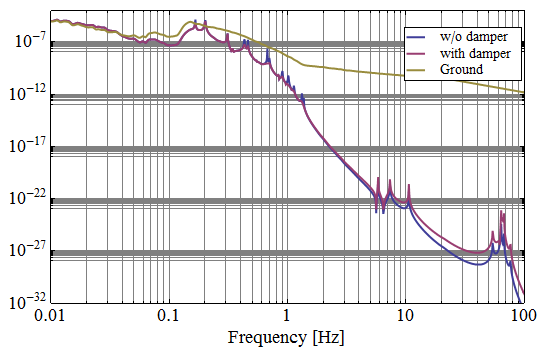 10⁻⁷
10⁻¹²
10⁻¹⁷
10⁻²²
10⁻²⁷
10⁻³²
w/o damper
with damper
Ground
0.01 0.1 1 10 100
Frequency [Hz]